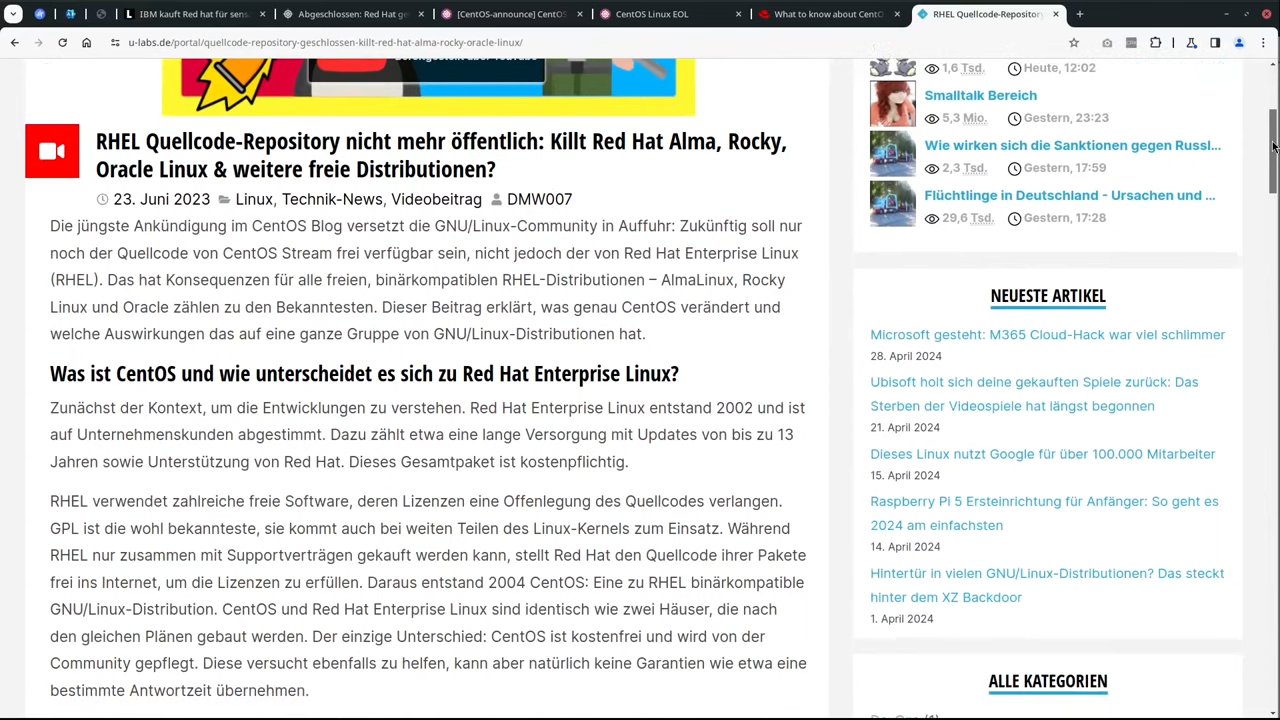 IBM kauft Red hat für sens
Abgeschlossen: Red Hat ge
[CentOS-announce] CentOS
CentOS Linux EOL
What to know about CentO
RHEL Quellcode-Repository
u-labs.de/portal/quellcode-repository-geschlossen-killt-red-hat-alma-rocky-oracle-linux/
RHEL Quellcode-Repository nicht mehr öffentlich: Killt Red Hat Alma, Rocky,
Oracle Linux & weitere freie Distributionen?
23. Juni 2023 Linux, Technik-News, Videobeitrag DMW007
Die jüngste Ankündigung im CentOS Blog versetzt die GNU/Linux-Community in Auffuhr: Zukünftig soll nur
noch der Quellcode von CentOS Stream frei verfügbar sein, nicht jedoch der von Red Hat Enterprise Linux
(RHEL). Das hat Konsequenzen für alle freien, binärkompatiblen RHEL-Distributionen – AlmaLinux, Rocky
Linux und Oracle zählen zu den Bekanntesten. Dieser Beitrag erklärt, was genau CentOS verändert und
welche Auswirkungen das auf eine ganze Gruppe von GNU/Linux-Distributionen hat.
Was ist CentOS und wie unterscheidet es sich zu Red Hat Enterprise Linux?
Zunächst der Kontext, um die Entwicklungen zu verstehen. Red Hat Enterprise Linux entstand 2002 und ist
auf Unternehmenskunden abgestimmt. Dazu zählt etwa eine lange Versorgung mit Updates von bis zu 13
Jahren sowie Unterstützung von Red Hat. Dieses Gesamtpaket ist kostenpflichtig.
RHEL verwendet zahlreiche freie Software, deren Lizenzen eine Offenlegung des Quellcodes verlangen.
GPL ist die wohl bekannteste, sie kommt auch bei weiten Teilen des Linux-Kernels zum Einsatz. Während
RHEL nur zusammen mit Supportverträgen gekauft werden kann, stellt Red Hat den Quellcode ihrer Pakete
frei ins Internet, um die Lizenzen zu erfüllen. Daraus entstand 2004 CentOS: Eine zu RHEL binärkompatible
GNU/Linux-Distribution. CentOS und Red Hat Enterprise Linux sind identisch wie zwei Häuser, die nach
den gleichen Plänen gebaut werden. Der einzige Unterschied: CentOS ist kostenfrei und wird von der
Community gepflegt. Diese versucht ebenfalls zu helfen, kann aber natürlich keine Garantien wie etwa eine
bestimmte Antwortzeit übernehmen.
1,6 Tsd. Heute, 12:02
Smalltalk Bereich
5,3 Mio. Gestern, 23:23
Wie wirken sich die Sanktionen gegen Russl...
2,3 Tsd. Gestern, 17:59
Flüchtlinge in Deutschland - Ursachen und ...
29,6 Tsd. Gestern, 17:28
NEUESTE ARTIKEL
Microsoft gesteht: M365 Cloud-Hack war viel schlimmer
28. April 2024
Ubisoft holt sich deine gekauften Spiele zurück: Das
Sterben der Videospiele hat längst begonnen
21. April 2024
Dieses Linux nutzt Google für über 100.000 Mitarbeiter
15. April 2024
Raspberry Pi 5 Ersteinrichtung für Anfänger: So geht es
2024 am einfachsten
14. April 2024
Hintertür in vielen GNU/Linux-Distributionen? Das steckt
hinter dem XZ Backdoor
1. April 2024
ALLE KATEGORIEN